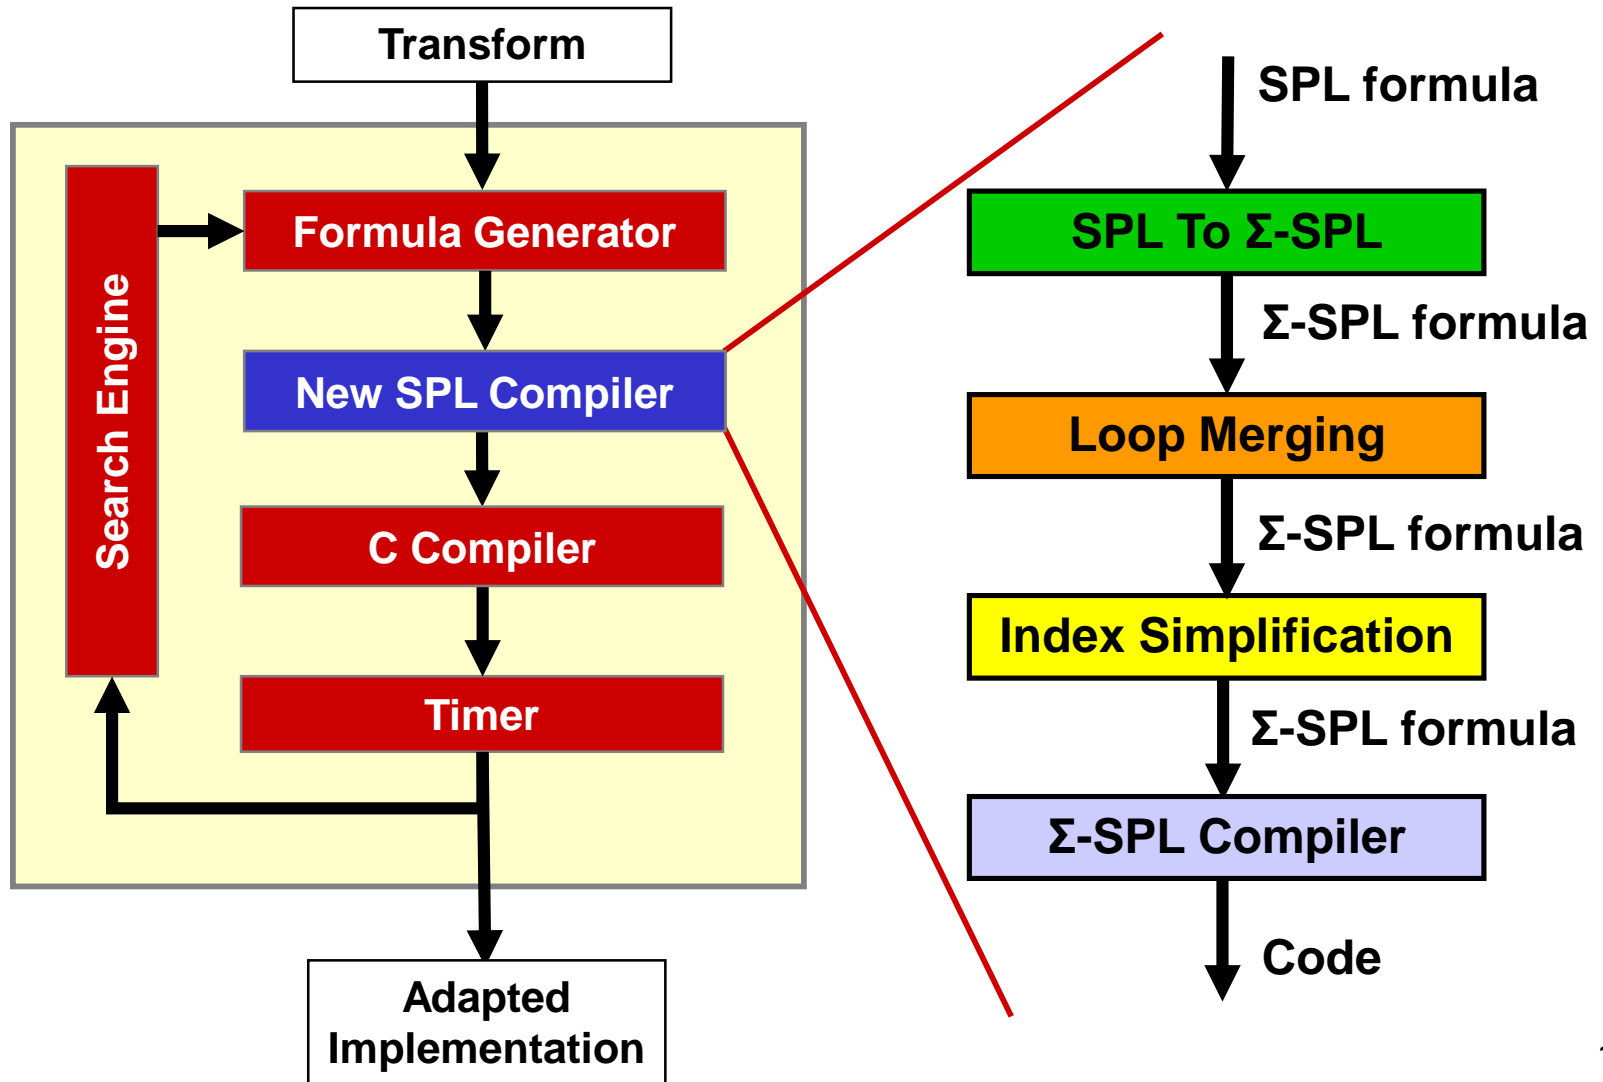 Transform
Formula Generator
New SPL Compiler
C Compiler
Timer
Search Engine
Adapted
Implementation
SPL formula
SPL To Σ-SPL
Σ-SPL formula
Loop Merging
Σ-SPL formula
Index Simplification
Σ-SPL formula
Σ-SPL Compiler
Code